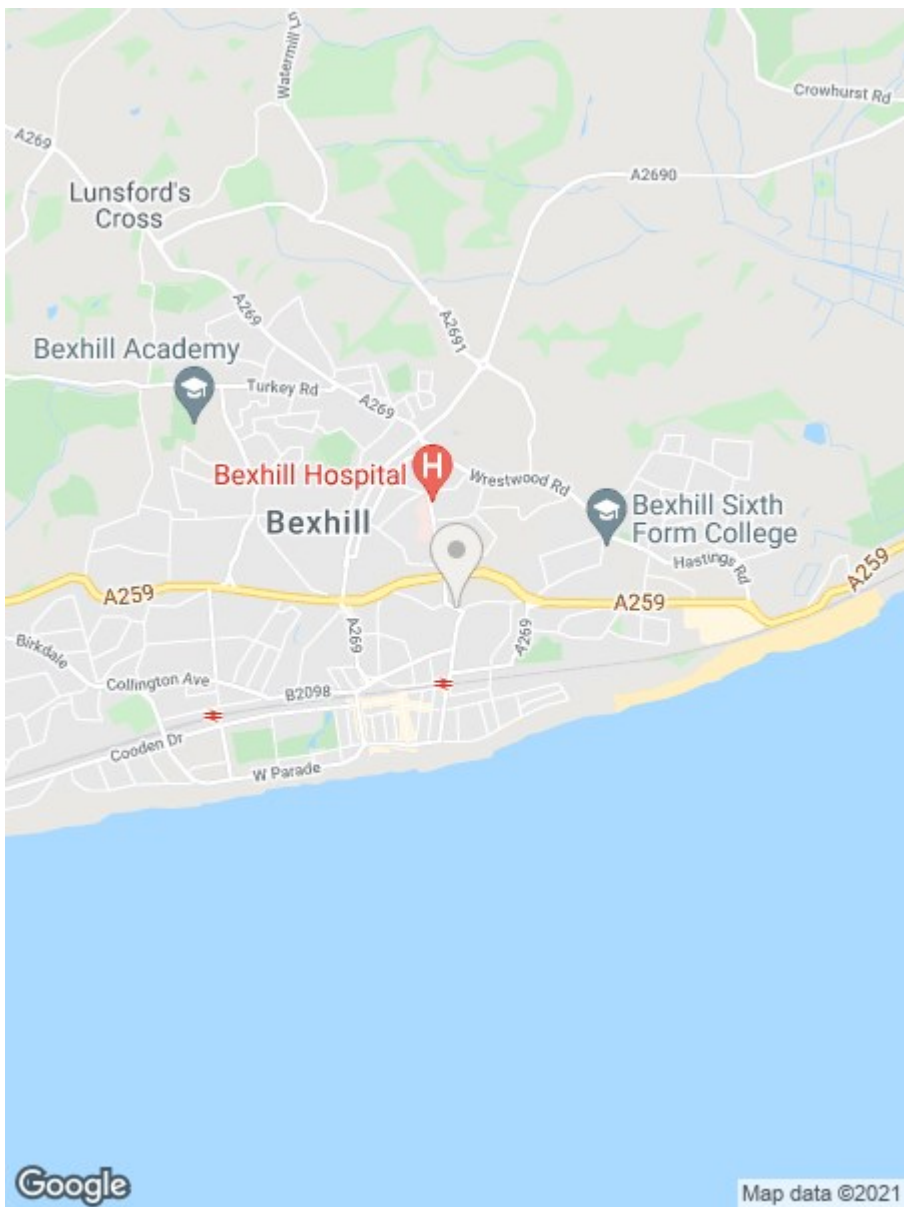 Watermill Ln
Crowhurst Rd
A269
A2690
Lunsford's
Cross
A269
A2691
Bexhill Academy
Turkey Rd
A269
Bexhill Hospital
H
Wrestwood Rd
Bexhill Sixth
Form College
Bexhill
Hastings Rd
A259
A259
A259
A269
A269
Birkdale
Collington Ave
B2098
Cooden Dr
W Parade
Google
Map data ©2021